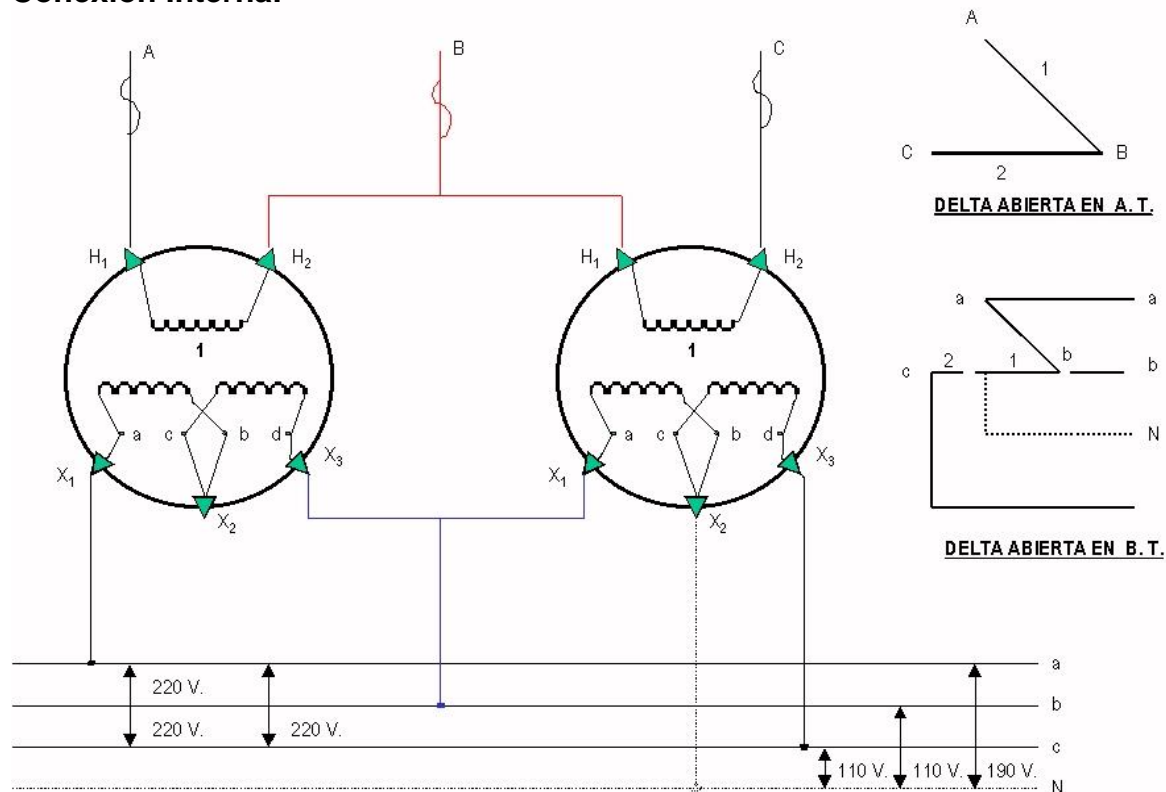 Conexión Interna:
A
B
C
A
1
C
B
2
DELTA ABIERTA EN A.T.
H1
H2
H1
H2
1
1
a
a
c
2
1
b
b
N
DELTA ABIERTA EN B.T.
a
c
b
d
X1
X2
X3
a
c
b
d
X1
X2
X3
220 V.
220 V.
220 V.
110 V.
110 V.
190 V.
a
b
c
N